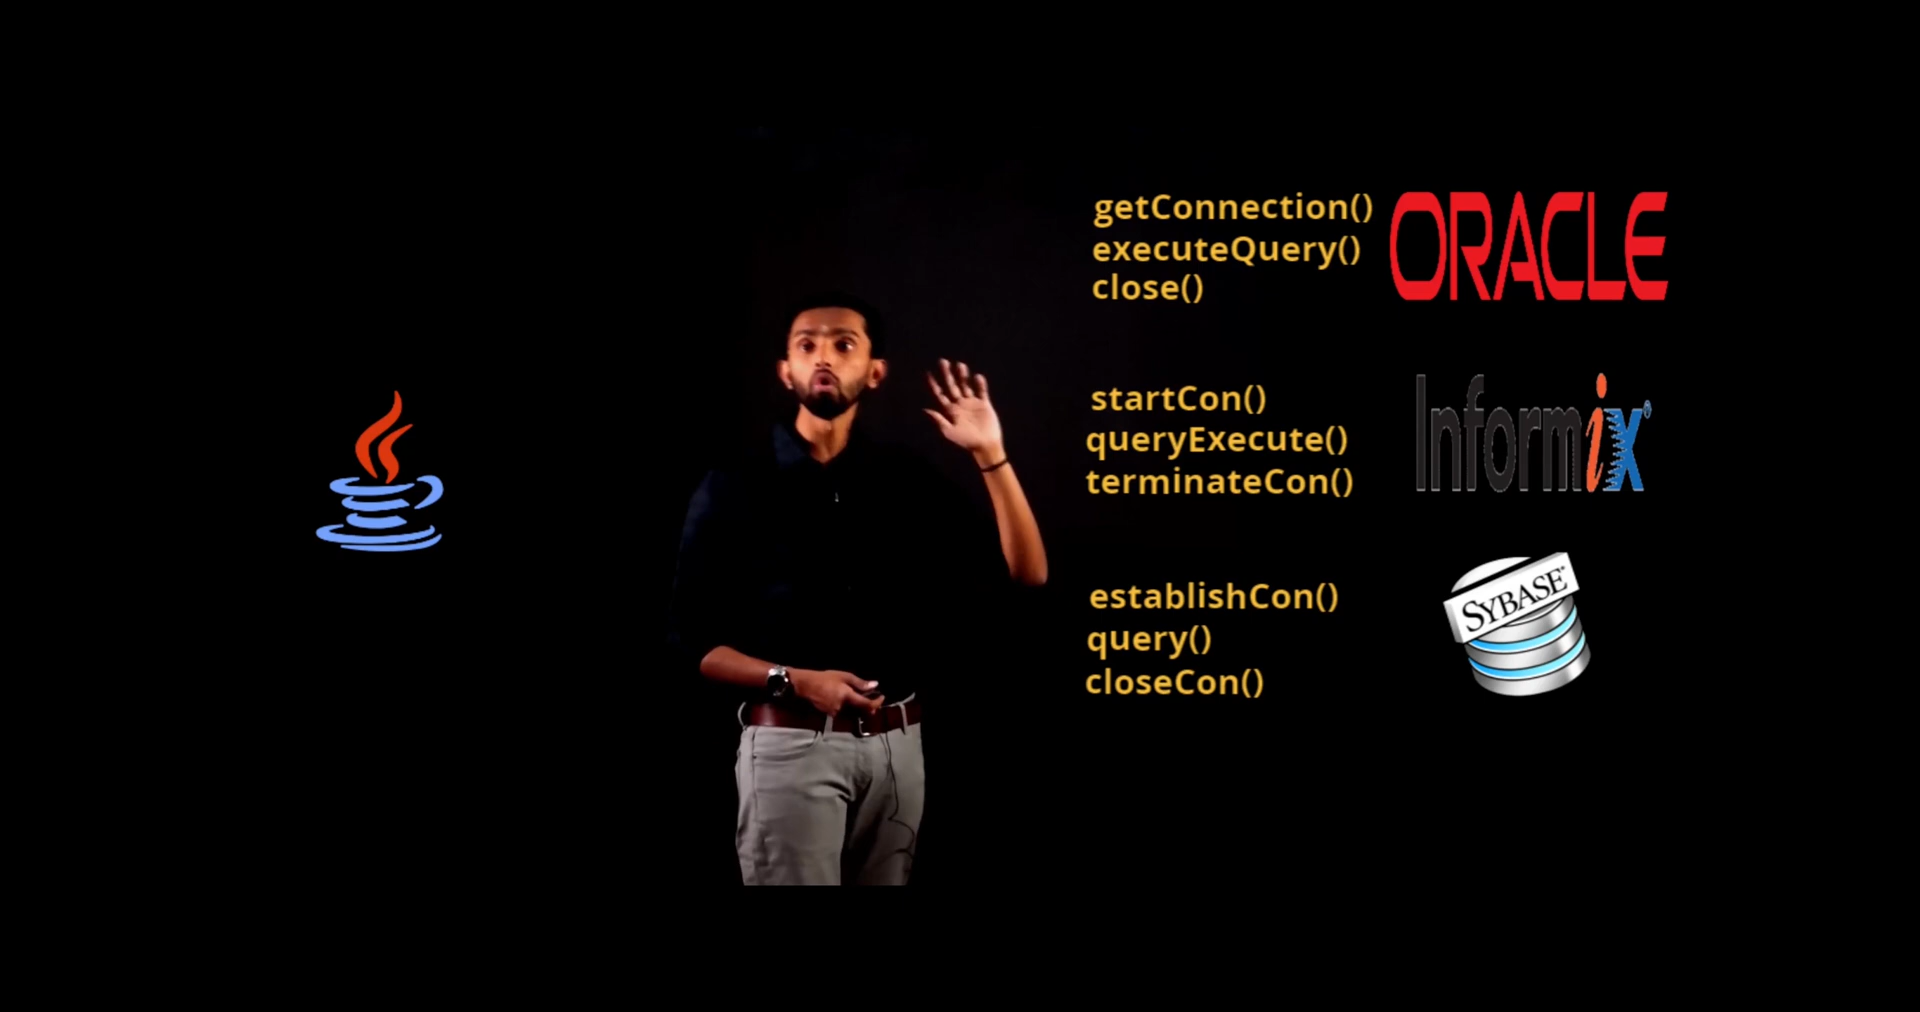 getConnection()
executeQuery()
close()
ORACLE
startCon()
queryExecute()
terminateCon()
Informix®
establishCon()
query()
closeCon()
SYBASE